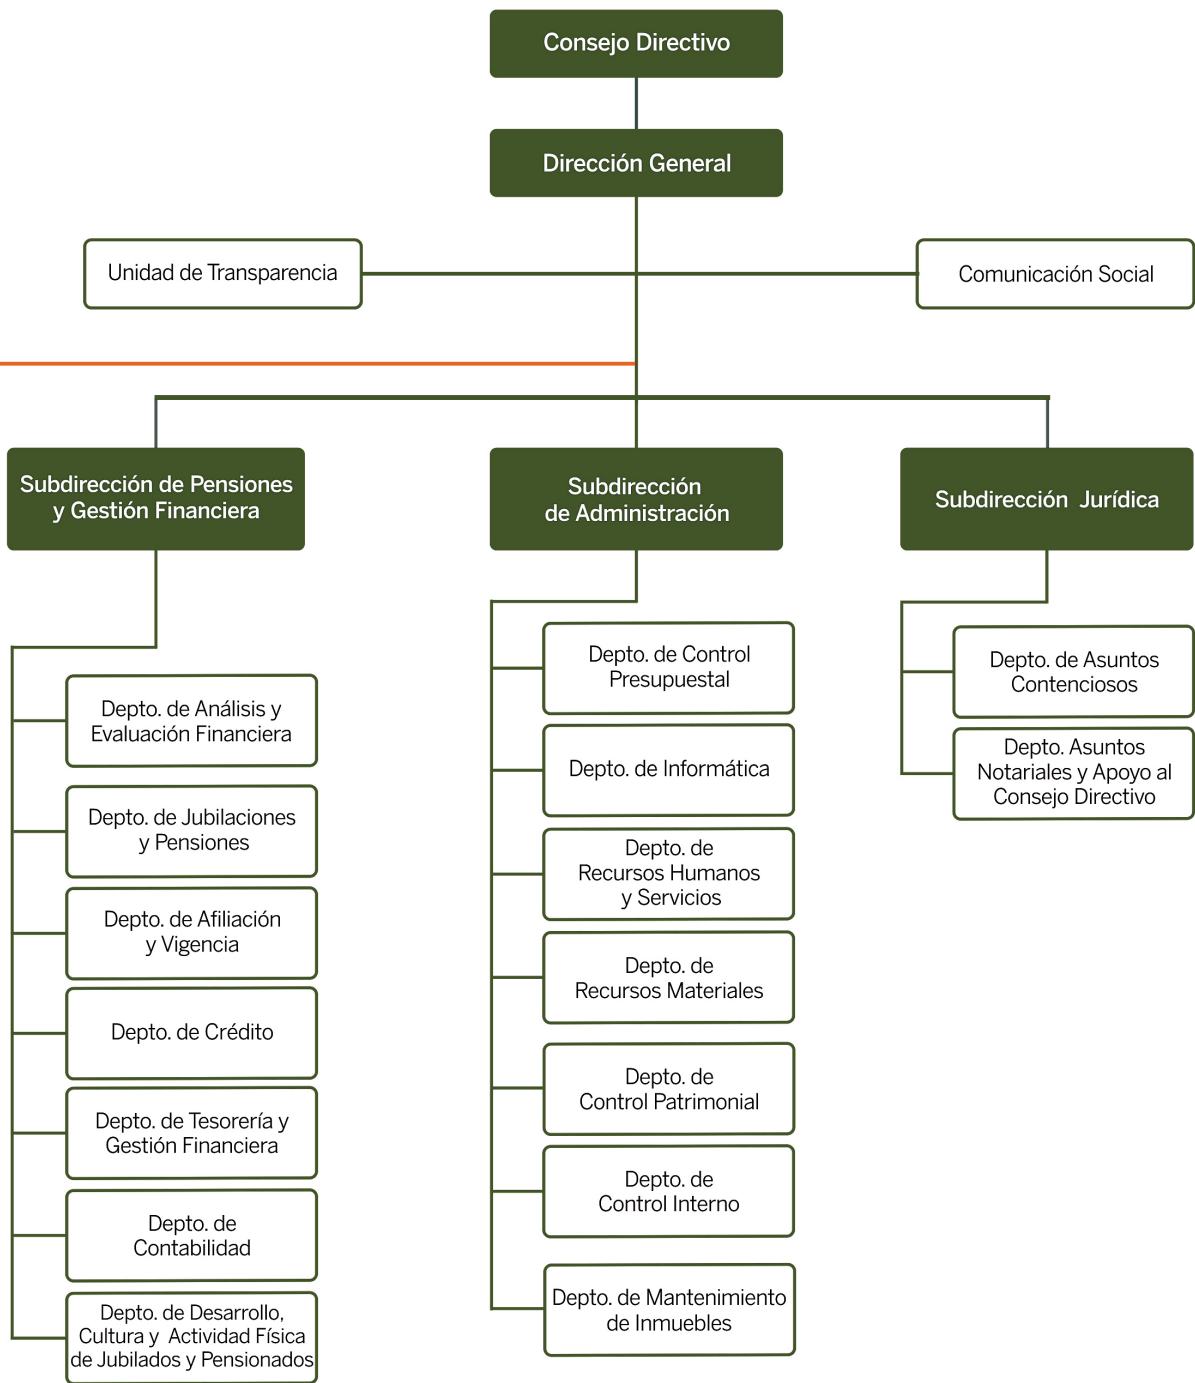 Consejo Directivo
Dirección General
Unidad de Transparencia
Comunicación Social
Subdirección de Pensiones
y Gestión Financiera
Subdirección
de Administración
Subdirección Jurídica
Depto. de Análisis y
Evaluación Financiera
Depto. de Jubilaciones
y Pensiones
Depto. de Afiliación
y Vigencia
Depto. de Crédito
Depto. de Tesorería y
Gestión Financiera
Depto. de
Contabilidad
Depto. de Desarrollo,
Cultura y Actividad Física
de Jubilados y Pensionados
Depto. de Control
Presupuestal
Depto. de Informática
Depto. de
Recursos Humanos
y Servicios
Depto. de
Recursos Materiales
Depto. de
Control Patrimonial
Depto. de
Control Interno
Depto. de Mantenimiento
de Inmuebles
Depto. de Asuntos
Contenciosos
Depto. Asuntos
Notariales y Apoyo al
Consejo Directivo